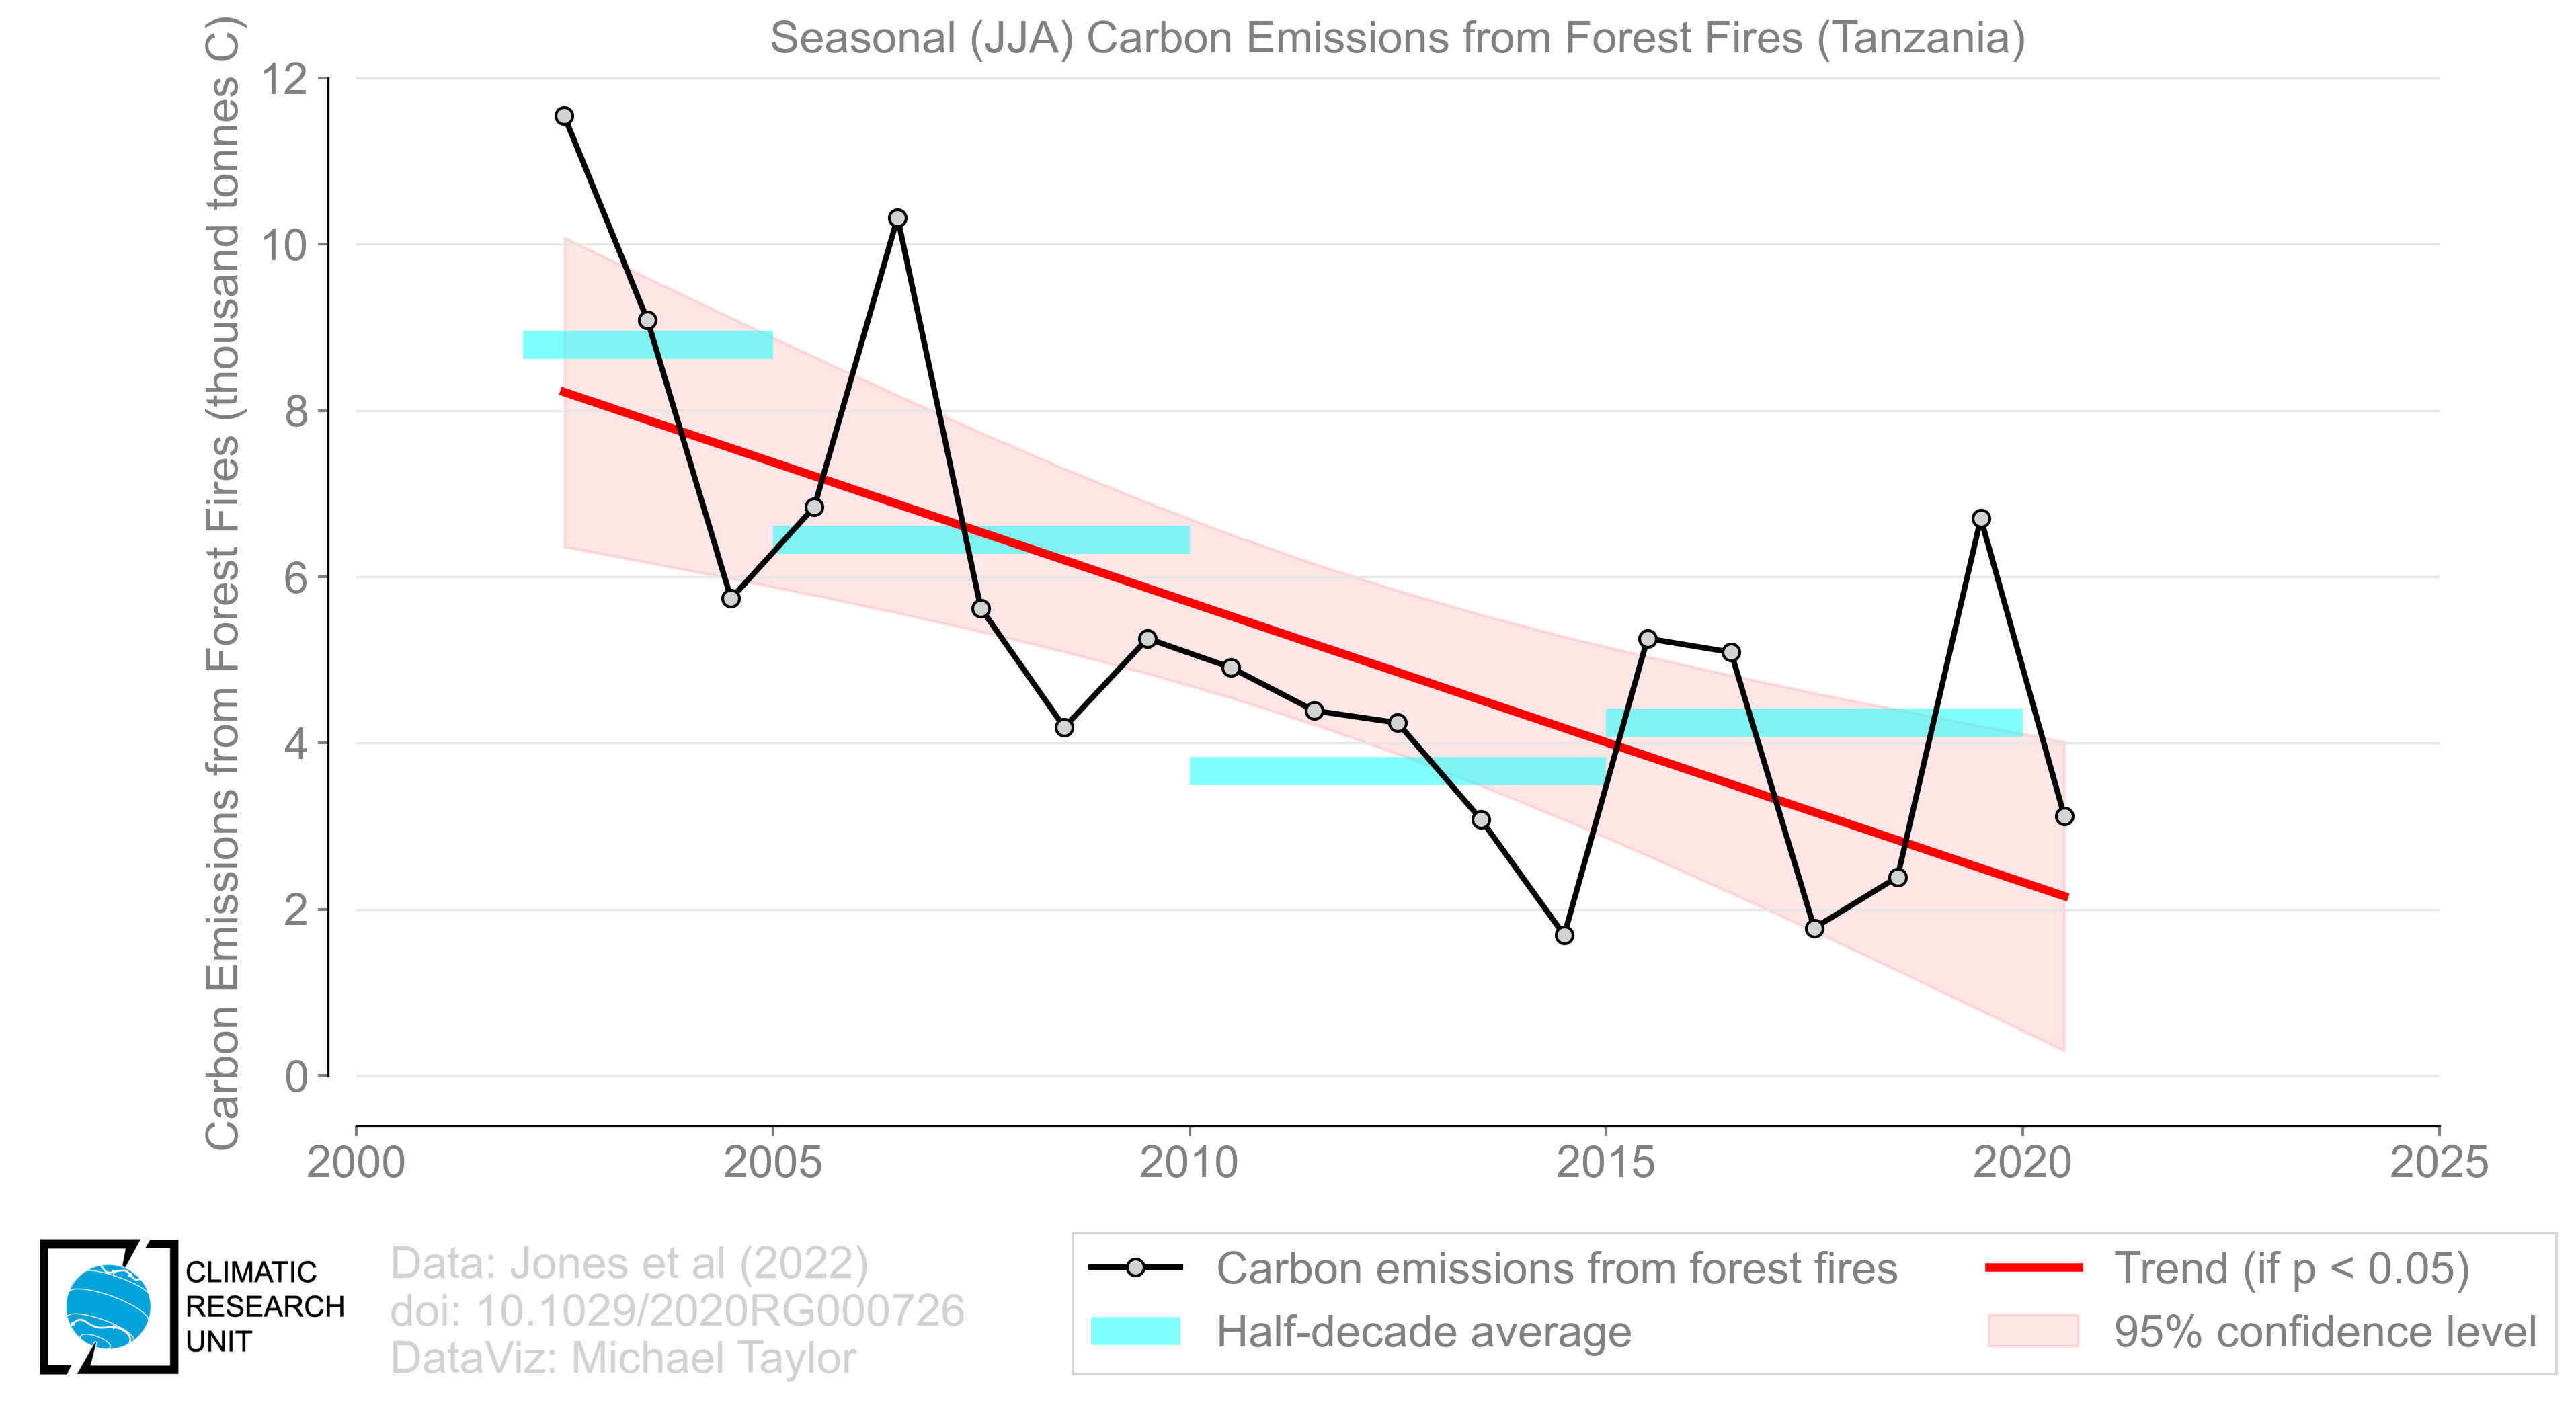 Seasonal (JJA) Carbon Emissions from Forest Fires (Tanzania)
Carbon Emissions from Forest Fires (thousand tonnes C)
12
10
8
6
4
2
0
2000 2005 2010 2015 2020 2025
CLIMATIC
RESEARCH
UNIT
Data: Jones et al (2022)
doi: 10.1029/2020RG000726
DataViz: Michael Taylor
Carbon emissions from forest fires
Half-decade average
Trend (if p < 0.05)
95% confidence level